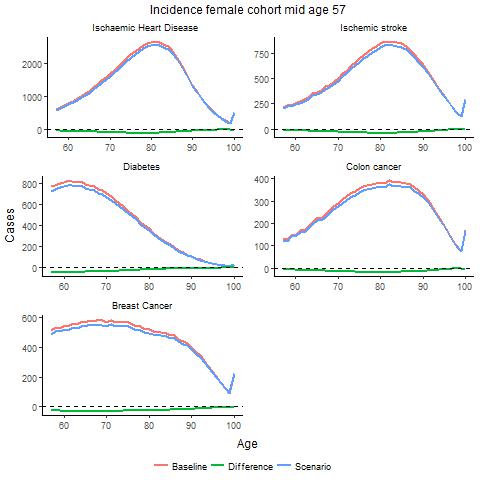 Incidence female cohort mid age 57
Ischaemic Heart Disease
Ischemic stroke
2000
1000
0
60 70 80 90 100
750
500
250
0
60 70 80 90 100
Diabetes
Colon cancer
800
600
400
200
0
60 70 80 90 100
400
300
200
100
0
60 70 80 90 100
Breast Cancer
600
400
200
0
60 70 80 90 100
Cases
Age
Baseline Difference Scenario